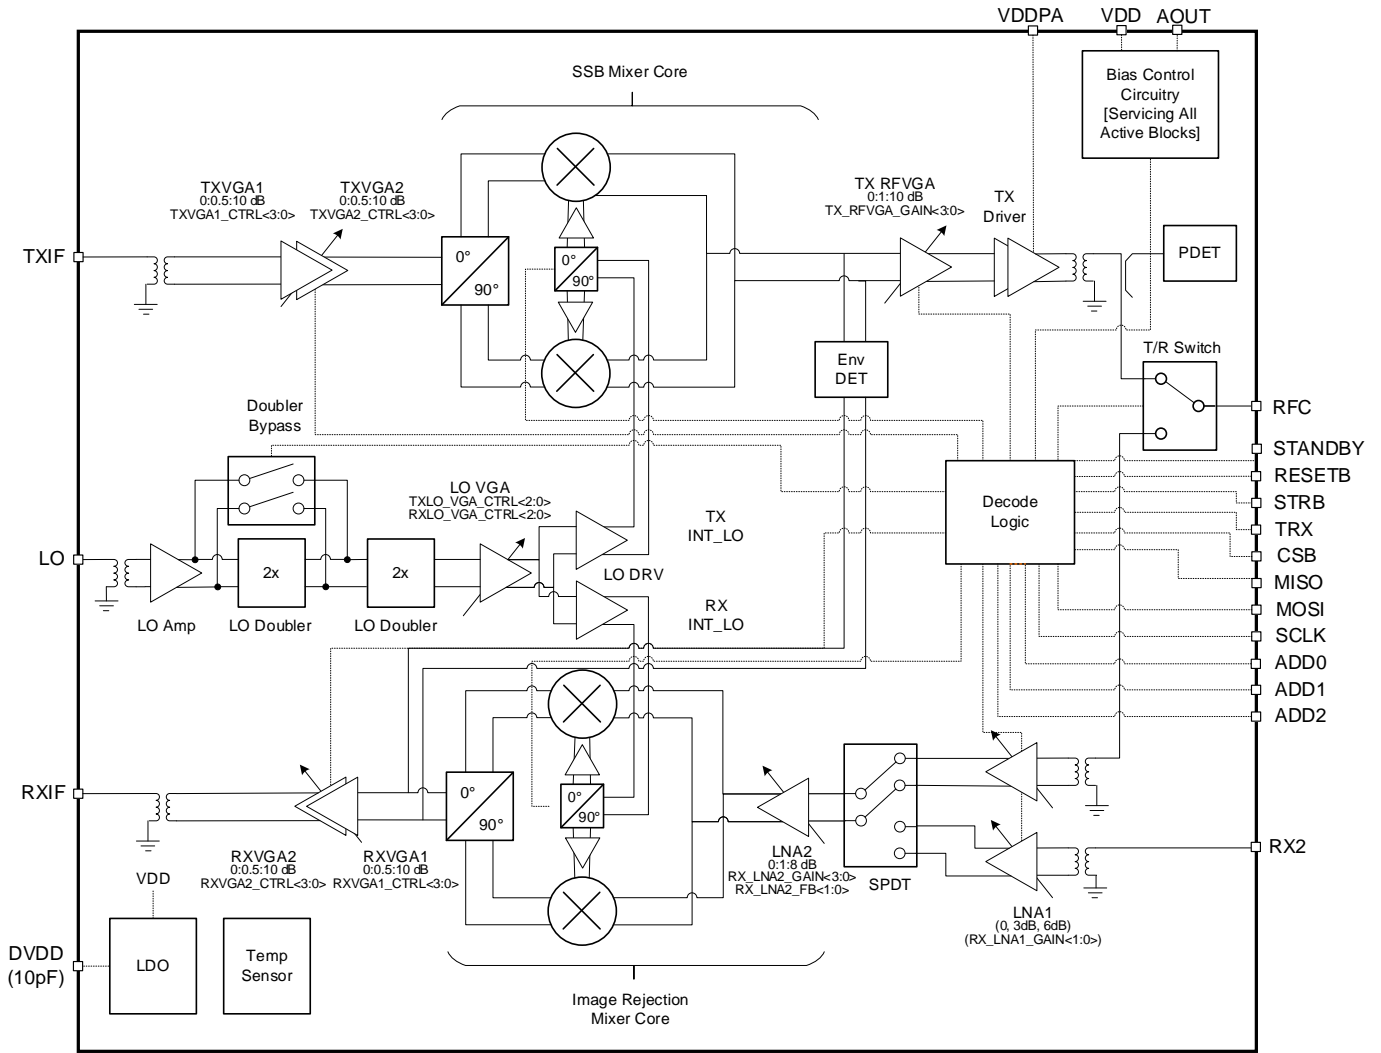 VDDPA
VDD
AOUT
SSB Mixer Core
Bias Control
Circuitry
[Servicing All
Active Blocks]
TXVGA1
0:0.5:10 dB
TXVGA1_CTRL<3:0>
TXVGA2
0:0.5:10 dB
TXVGA2_CTRL<3:0>
TX RFVGA
0:1:10 dB
TX_RFVGA_GAIN<3:0>
TX
Driver
TXIF
0°
90°
0°
90°
PDET
Env
DET
T/R Switch
RFC
Doubler
Bypass
STANDBY
RESETB
STRB
TRX
CSB
MISO
MOSI
SCLK
ADD0
ADD1
ADD2
Decode
Logic
LO VGA
TXLO_VGA_CTRL<2:0>
RXLO_VGA_CTRL<2:0>
TX
INT_LO
LO
2x
2x
LO DRV
LO Amp
LO Doubler
LO Doubler
RX
INT_LO
RXIF
0°
90°
0°
90°
RXVGA2
0:0.5:10 dB
RXVGA2_CTRL<3:0>
RXVGA1
0:0.5:10 dB
RXVGA1_CTRL<3:0>
LNA2
0:1:8 dB
RX_LNA2_GAIN<3:0>
RX_LNA2_FB<1:0>
SPDT
RX2
LNA1
(0, 3dB, 6dB)
(RX_LNA1_GAIN<1:0>)
VDD
DVDD
(10pF)
LDO
Temp
Sensor
Image Rejection
Mixer Core